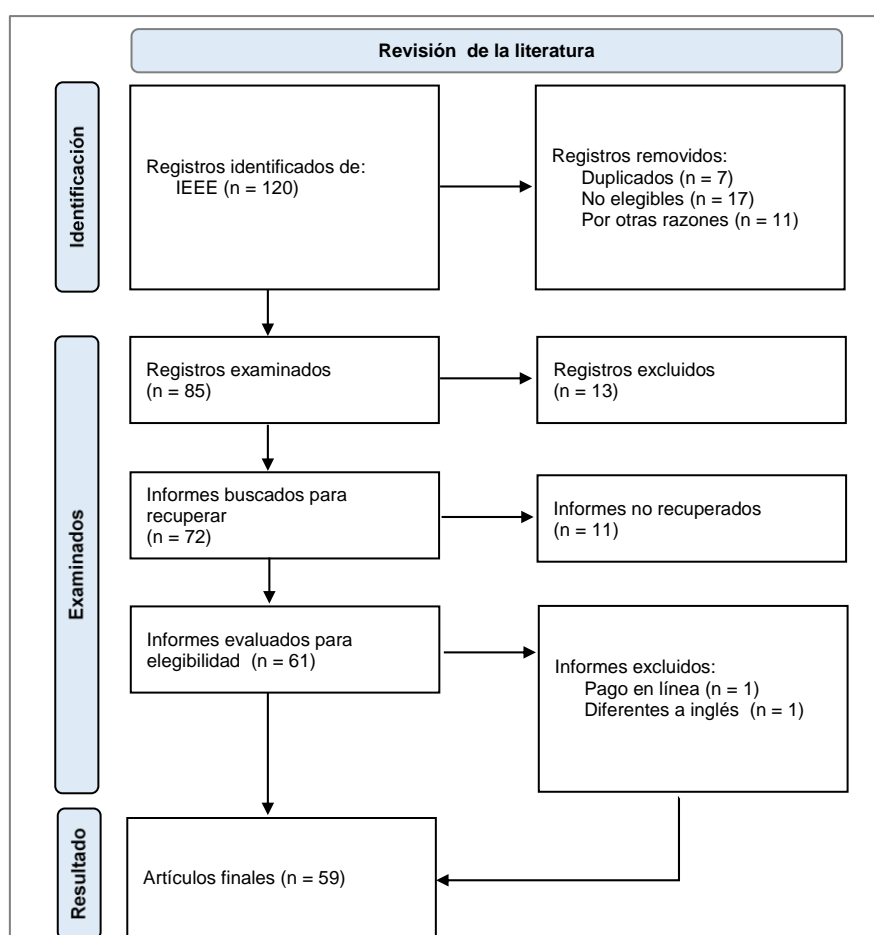 Revisión de la literatura
Identificación
Registros identificados de:
IEEE (n = 120)
Registros removidos:
Duplicados (n = 7)
No elegibles (n = 17)
Por otras razones (n = 11)
Examinados
Registros examinados
(n = 85)
Registros excluidos
(n = 13)
Informes buscados para
recuperar
(n = 72)
Informes no recuperados
(n = 11)
Informes evaluados para
elegibilidad (n = 61)
Informes excluidos:
Pago en línea (n = 1)
Diferentes a inglés (n = 1)
Resultado
Artículos finales (n = 59)